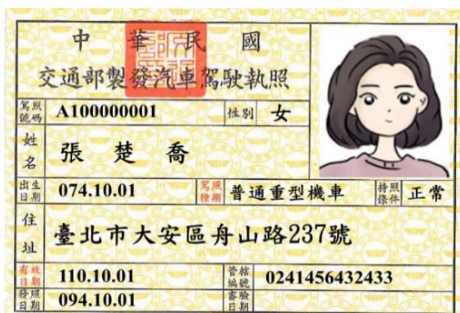 中華民國
交通部製發汽車駕駛執照
駕照號碼 A100000001 性別 女
姓名 張楚喬
出生日期 074.10.01 駕照種類 普通重型機車 持照條件 正常
住址 臺北市大安區舟山路237號
有效日期 110.10.01 管轄編號 0241456432433
發照日期 094.10.01 審驗日期